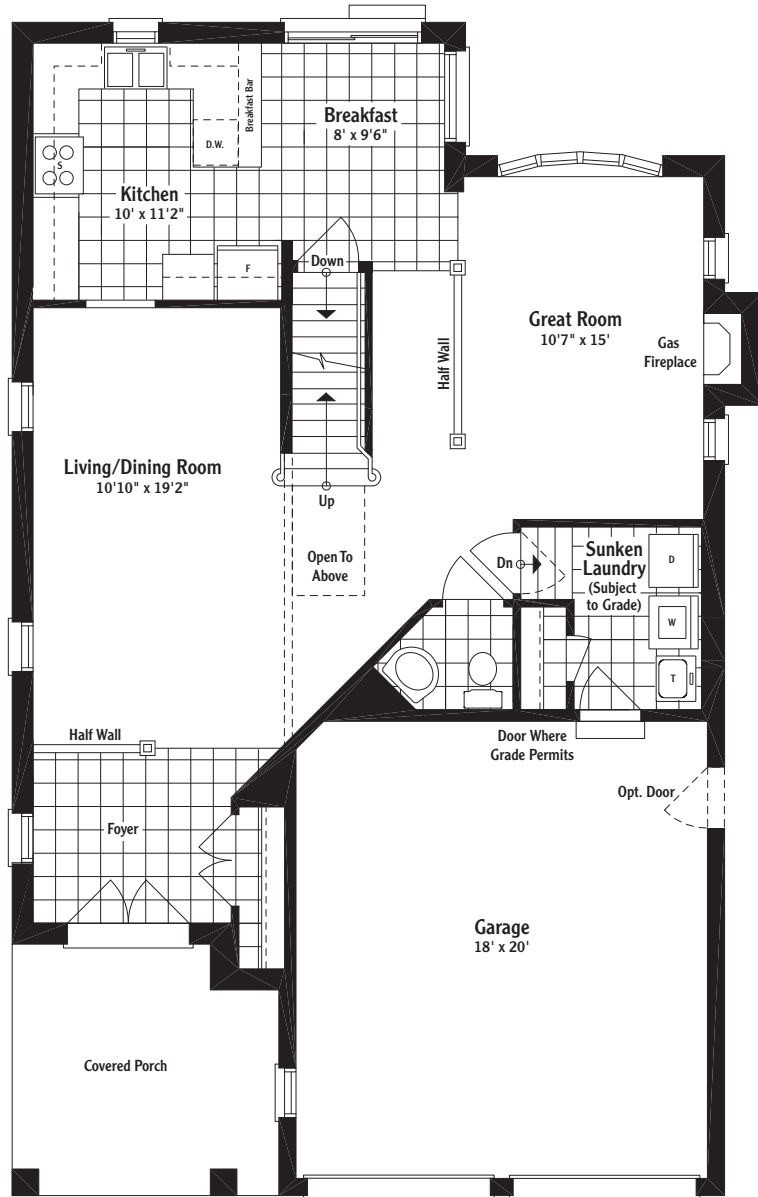 Breakfast Bar
Breakfast
8' x 9'6"
D.W.
S
Kitchen
10' x 11'2"
F
Down
Great Room
10'7" x 15'
Gas
Fireplace
Half Wall
Living/Dining Room
10'10" x 19'2"
Up
Open To
Above
Dn
Sunken
Laundry
(Subject
to Grade)
D
W
T
Half Wall
Door Where
Grade Permits
Opt. Door
Foyer
Garage
18' x 20'
Covered Porch